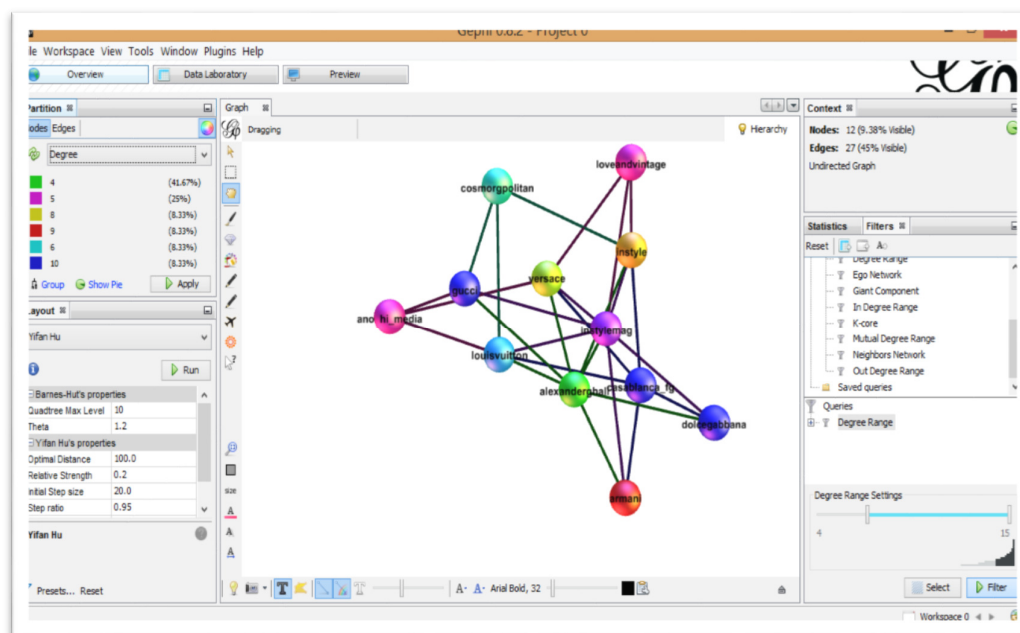 Gephi 0.8.2 - Project 0
le Workspace View Tools Window Plugins Help
Overview
Data Laboratory
Preview
Partition
odes Edges
Degree
4 (41.67%)
5 (25%)
8 (8.33%)
9 (8.33%)
6 (8.33%)
10 (8.33%)
Group Show Pie Apply
ayout
Yifan Hu
Run
Barnes-Hut's properties
Quadtree Max Level 10
Theta 1.2
Yifan Hu's properties
Optimal Distance 100.0
Relative Strength 0.2
nitial Step size 20.0
Step ratio 0.95
Yifan Hu
Presets... Reset
Graph
Dragging
Hierarchy
loveandvintage
cosmorgpolitan
instyle
versace
gucci
ano hi_media
instylemag
louisvuitton
alexandernhall
casablanca_fg
dolcegabbana
armani
size
A
A
A
T
T
A- A- Arial Bold, 32
Context
Nodes: 12 (9.38% Visible)
Edges: 27 (45% Visible)
Undirected Graph
Statistics Filters
Reset
Degree Range
Ego Network
Giant Component
In Degree Range
K-core
Mutual Degree Range
Neighbors Network
Out Degree Range
Saved queries
Queries
Degree Range
Degree Range Settings
4 15
Select Filter
Workspace 0